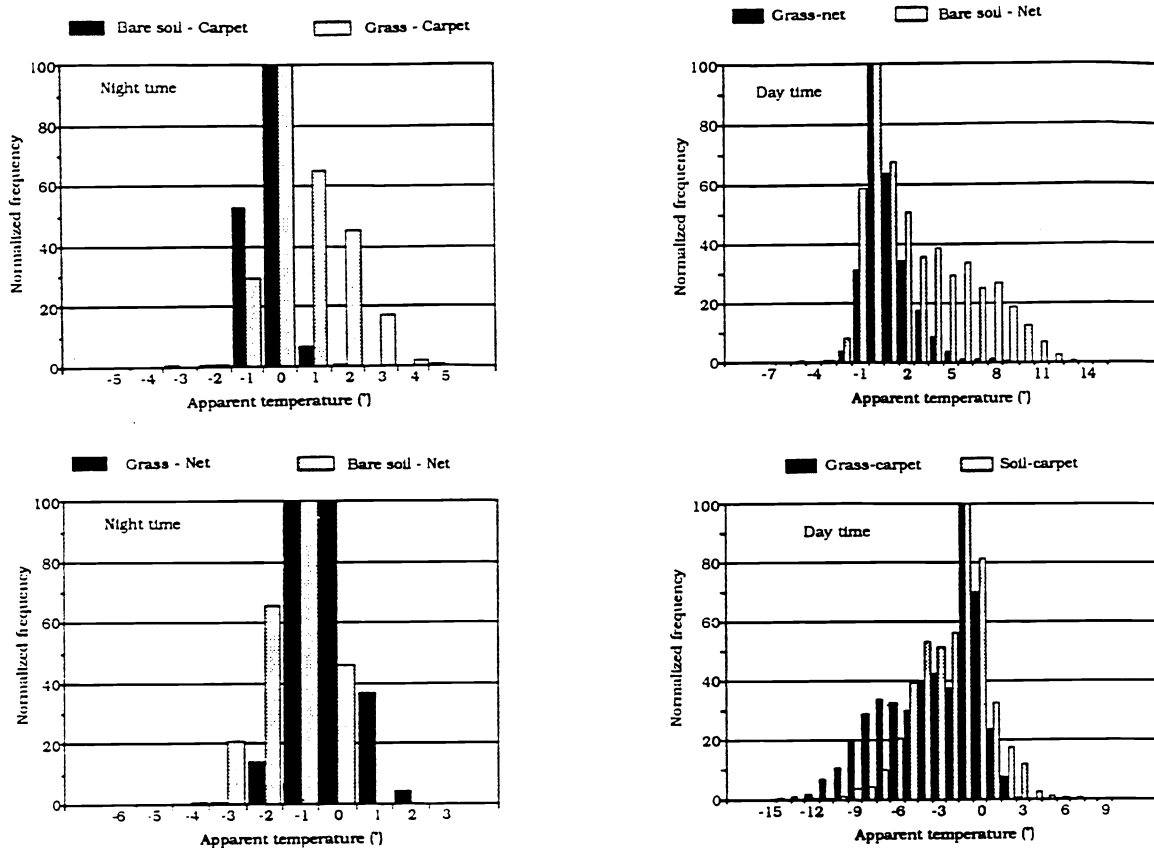 Bare soil - Carpet Grass - Carpet
Night time
Normalized frequency
100
80
60
40
20
0
-5 -4 -3 -2 -1 0 1 2 3 4 5
Apparent temperature (°)
Grass-net Bare soil - Net
Day time
Normalized frequency
100
80
60
40
20
0
-7 -4 -1 2 5 8 11 14
Apparent temperature (°)
Grass - Net Bare soil - Net
Night time
Normalized frequency
100
80
60
40
20
0
-6 -5 -4 -3 -2 -1 0 1 2 3
Apparent temperature (°)
Grass-carpet Soil-carpet
Day time
Normalized frequency
100
80
60
40
20
0
-15 -12 -9 -6 -3 0 3 6 9
Apparent temperature (°)